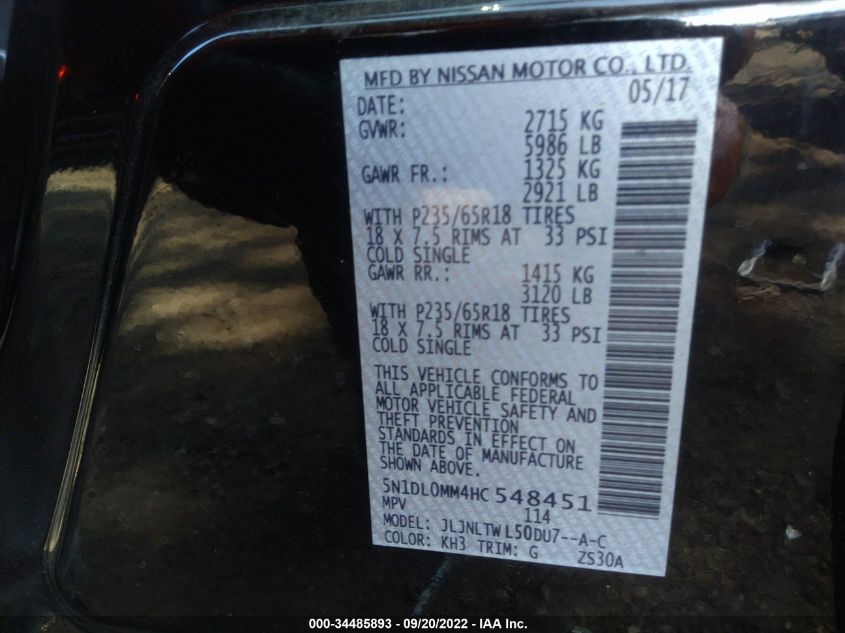 MFD BY NISSAN MOTOR CO., LTD.
DATE: 05/17
GVWR: 2715 KG
5986 LB
GAWR FR.: 1325 KG
2921 LB
WITH P235/65R18 TIRES
18 X 7.5 RIMS AT 33 PSI
COLD SINGLE
GAWR RR.: 1415 KG
3120 LB
WITH P235/65R18 TIRES
18 X 7.5 RIMS AT 33 PSI
COLD SINGLE
THIS VEHICLE CONFORMS TO
ALL APPLICABLE FEDERAL
MOTOR VEHICLE SAFETY AND
THEFT PREVENTION
STANDARDS IN EFFECT ON
THE DATE OF MANUFACTURE
SHOWN ABOVE.
5N1DL0MM4HC548451
MPV 114
MODEL: JLJNLTW L50DU7--A-C
COLOR: KH3 TRIM: G ZS30A
000-34485893 - 09/20/2022 - IAA Inc.